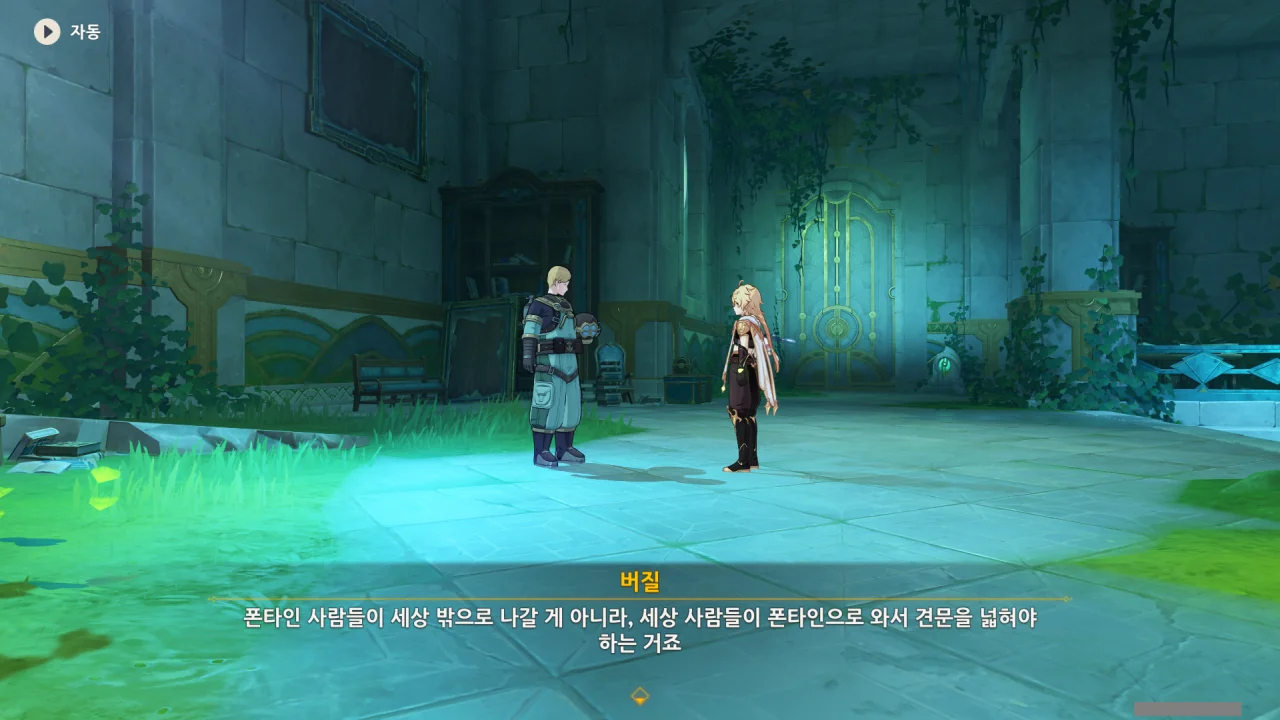 자동
버질
폰타인 사람들이 세상 밖으로 나갈 게 아니라, 세상 사람들이 폰타인으로 와서 견문을 넓혀야
하는 거죠